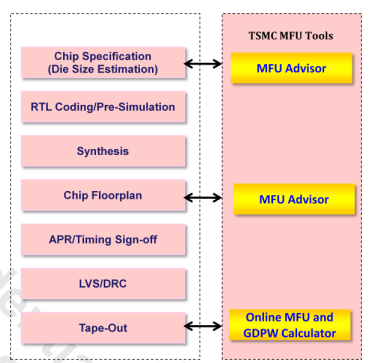 TSMC MFU Tools
Chip Specification
(Die Size Estimation)
MFU Advisor
RTL Coding/Pre-Simulation
Synthesis
Chip Floorplan
MFU Advisor
APR/Timing Sign-off
LVS/DRC
Tape-Out
Online MFU and
GDPW Calculator